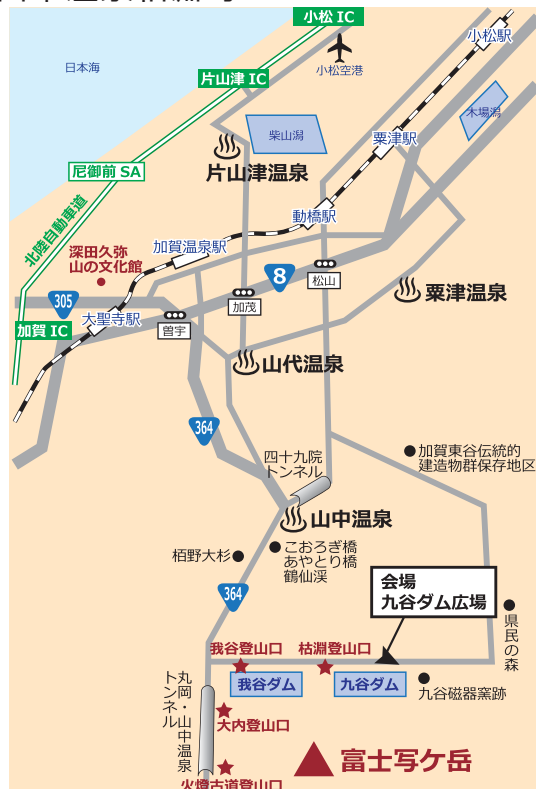 小松 IC
小松駅
日本海
小松空港
片山津 IC
木場潟
柴山潟
粟津駅
尼御前 SA
片山津温泉
動橋駅
北陸自動車道
加賀温泉駅
深田久弥
山の文化館
8
松山
305
加茂
粟津温泉
加賀 IC
大聖寺駅
曽宇
山代温泉
364
四十九院
トンネル
加賀東谷伝統的
建造物群保存地区
山中温泉
栢野大杉
こおろぎ橋
あやとり橋
鶴仙渓
364
会場
九谷ダム広場
県民の森
我谷登山口
枯淵登山口
我谷ダム
九谷ダム
九谷磁器窯跡
丸岡・山中温泉
トンネル
大内登山口
富士写ケ岳
火燈古道登山口